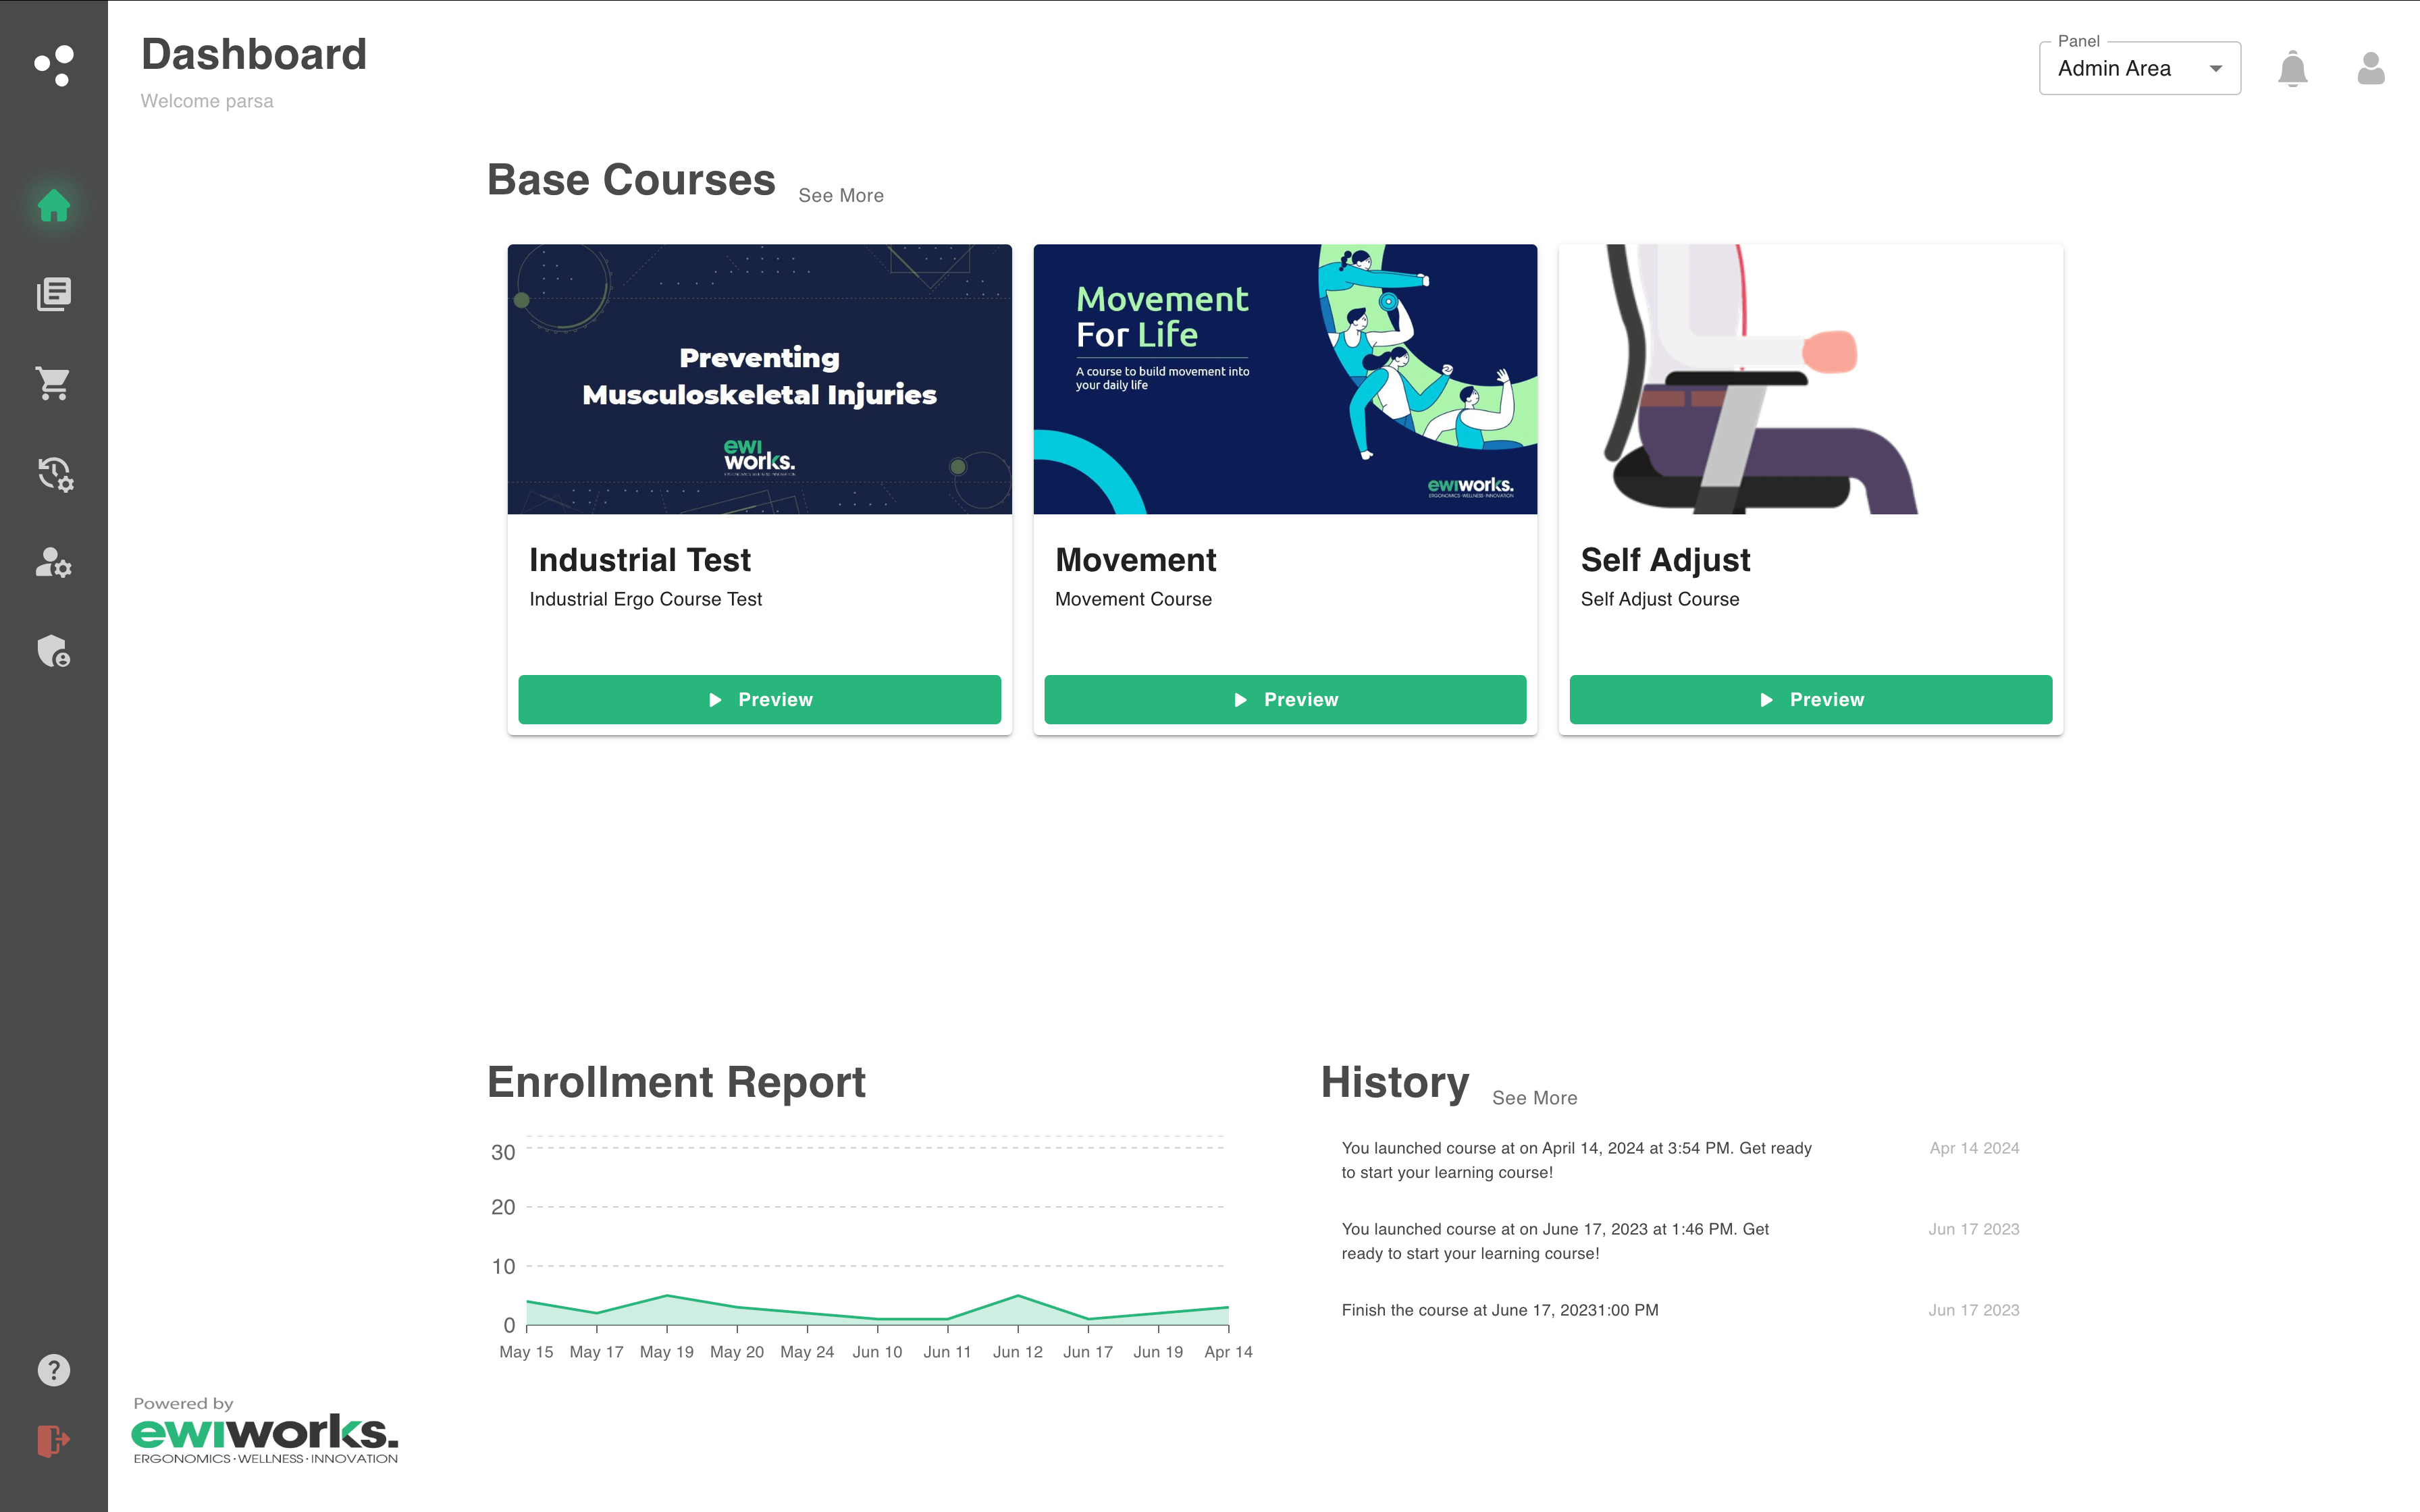 Dashboard
Welcome parsa
Panel
Admin Area
Base Courses See More
Preventing
Musculoskeletal Injuries
ewi
works.
Industrial Test
Industrial Ergo Course Test
Preview
Movement
For Life
A course to build movement into
your daily life
ewiworks.
ERGONOMICS·WELLNESS·INNOVATION
Movement
Movement Course
Preview
Self Adjust
Self Adjust Course
Preview
Enrollment Report
30
20
10
0
May 15 May 17 May 19 May 20 May 24 Jun 10 Jun 11 Jun 12 Jun 17 Jun 19 Apr 14
History See More
You launched course at on April 14, 2024 at 3:54 PM. Get ready
to start your learning course!
Apr 14 2024
You launched course at on June 17, 2023 at 1:46 PM. Get
ready to start your learning course!
Jun 17 2023
Finish the course at June 17, 20231:00 PM
Jun 17 2023
Powered by
ewiworks.
ERGONOMICS·WELLNESS·INNOVATION